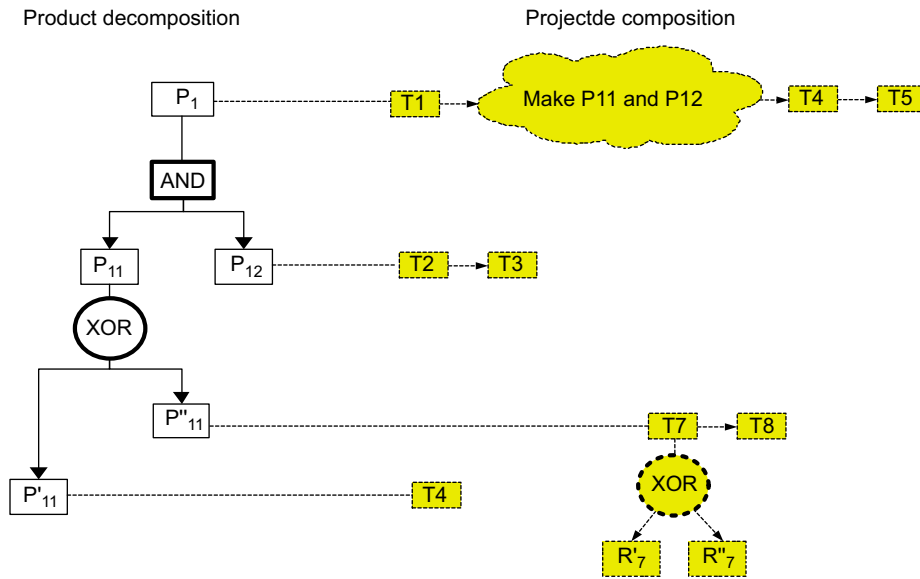 Product decomposition
Projectde composition
P1
T1
Make P11 and P12
T4
T5
AND
P11
P12
T2
T3
XOR
P"11
T7
T8
P'11
T4
XOR
R'7
R"7